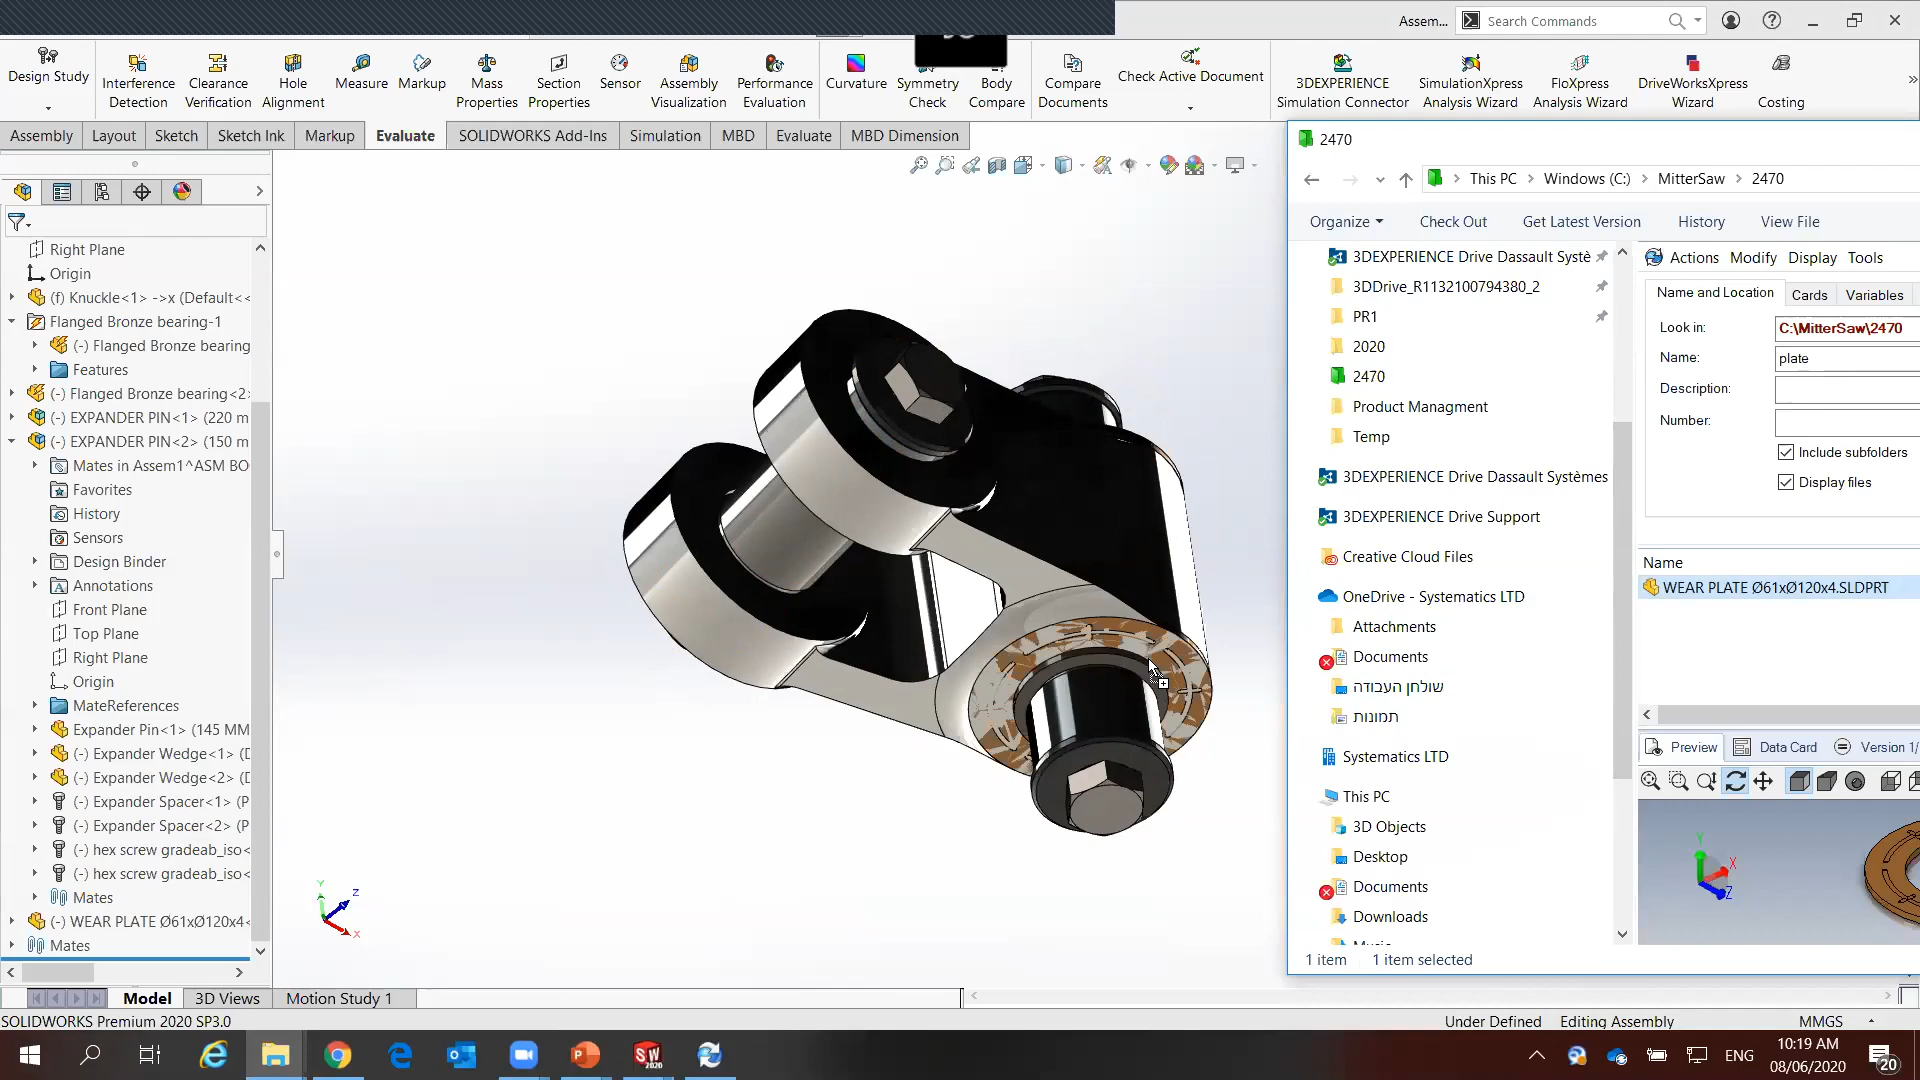 Assem...
Search Commands
Design Study
Interference Detection
Clearance Verification
Hole Alignment
Measure
Markup
Mass Properties
Section Properties
Sensor
Assembly Visualization
Performance Evaluation
Curvature
Symmetry Check
Body Compare
Compare Documents
Check Active Document
3DEXPERIENCE Simulation Connector
SimulationXpress Analysis Wizard
FloXpress Analysis Wizard
DriveWorksXpress Wizard
Costing
Assembly
Layout
Sketch
Sketch Ink
Markup
Evaluate
SOLIDWORKS Add-Ins
Simulation
MBD
Evaluate
MBD Dimension
Right Plane
Origin
(f) Knuckle<1> ->x (Default<<
Flanged Bronze bearing-1
(-) Flanged Bronze bearing
Features
(-) Flanged Bronze bearing<2>
(-) EXPANDER PIN<1> (220 m
(-) EXPANDER PIN<2> (150 m
Mates in Assem1^ASM BO
Favorites
History
Sensors
Design Binder
Annotations
Front Plane
Top Plane
Right Plane
Origin
MateReferences
Expander Pin<1> (145 MM
(-) Expander Wedge<1> (D
(-) Expander Wedge<2> (D
(-) Expander Spacer<1> (P
(-) Expander Spacer<2> (P
(-) hex screw gradeab_iso<
(-) hex screw gradeab_iso<
Mates
(-) WEAR PLATE Ø61xØ120x4<
Mates
Y
Z
X
2470
This PC > Windows (C:) > MitterSaw > 2470
Organize
Check Out
Get Latest Version
History
View File
3DEXPERIENCE Drive Dassault Systè
3DDrive_R1132100794380_2
PR1
2020
2470
Product Managment
Temp
3DEXPERIENCE Drive Dassault Systèmes
3DEXPERIENCE Drive Support
Creative Cloud Files
OneDrive - Systematics LTD
Attachments
Documents
שולחן העבודה
תמונות
Systematics LTD
This PC
3D Objects
Desktop
Documents
Downloads
Actions
Modify
Display
Tools
Name and Location
Cards
Variables
Look in:
C:\MitterSaw\2470
Name:
plate
Description:
Number:
Include subfolders
Display files
Name
WEAR PLATE Ø61xØ120x4.SLDPRT
Preview
Data Card
Version 1/
Y
X
Z
1 item
1 item selected
Model
3D Views
Motion Study 1
SOLIDWORKS Premium 2020 SP3.0
Under Defined
Editing Assembly
MMGS
SW 2020
ENG
10:19 AM
08/06/2020
20